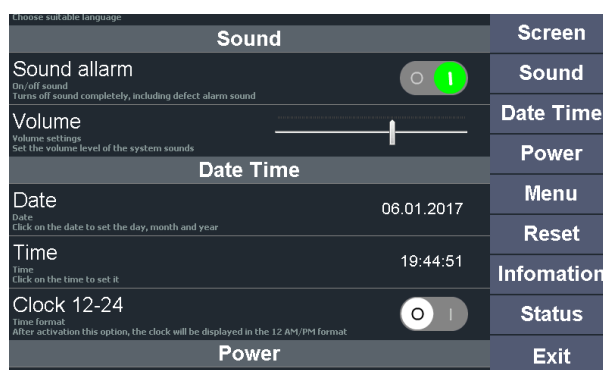 Choose suitable language
Sound
Sound allarm
On/off sound
Turns off sound completely, including defect alarm sound
Volume
Volume settings
Set the volume level of the system sounds
Date Time
Date
Date
Click on the date to set the day, month and year
06.01.2017
Time
Time
Click on the time to set it
19:44:51
Clock 12-24
Time format
After activation this option, the clock will be displayed in the 12 AM/PM format
Power
Screen
Sound
Date Time
Power
Menu
Reset
Infomation
Status
Exit